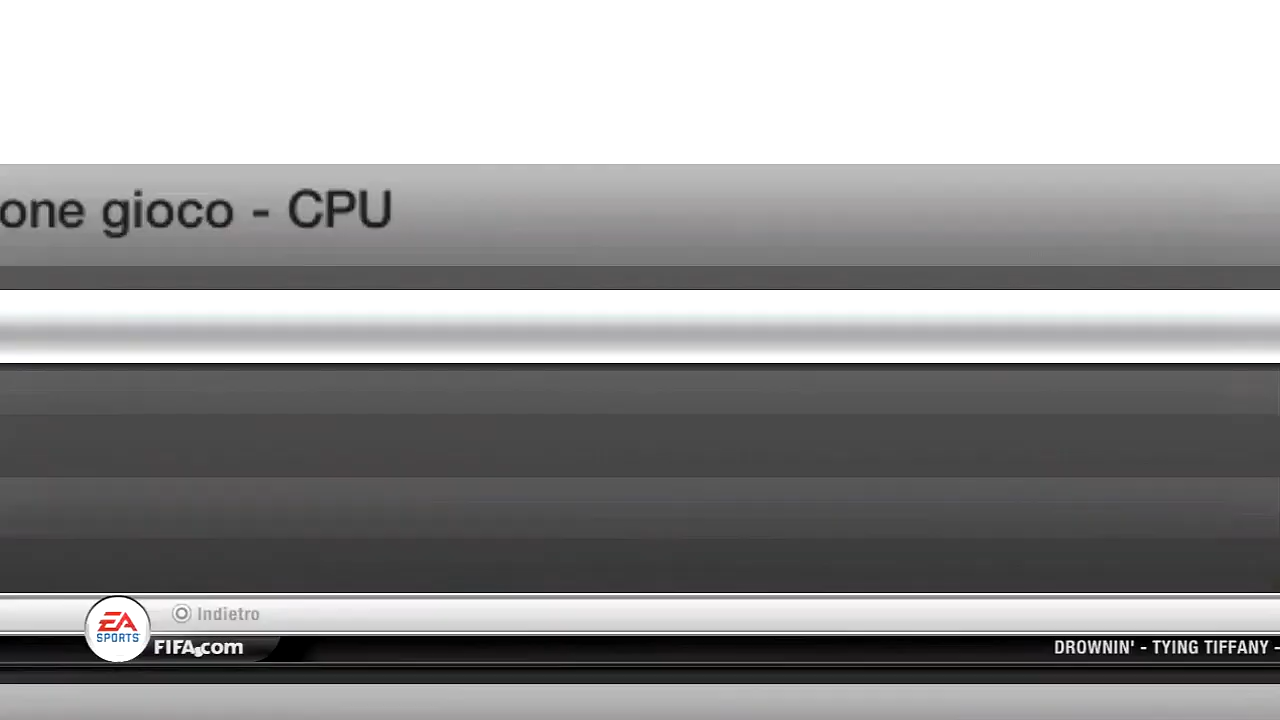 one gioco - CPU
Indietro
EA
SPORTS
FIFA.com
DROWNIN' - TYING TIFFANY -